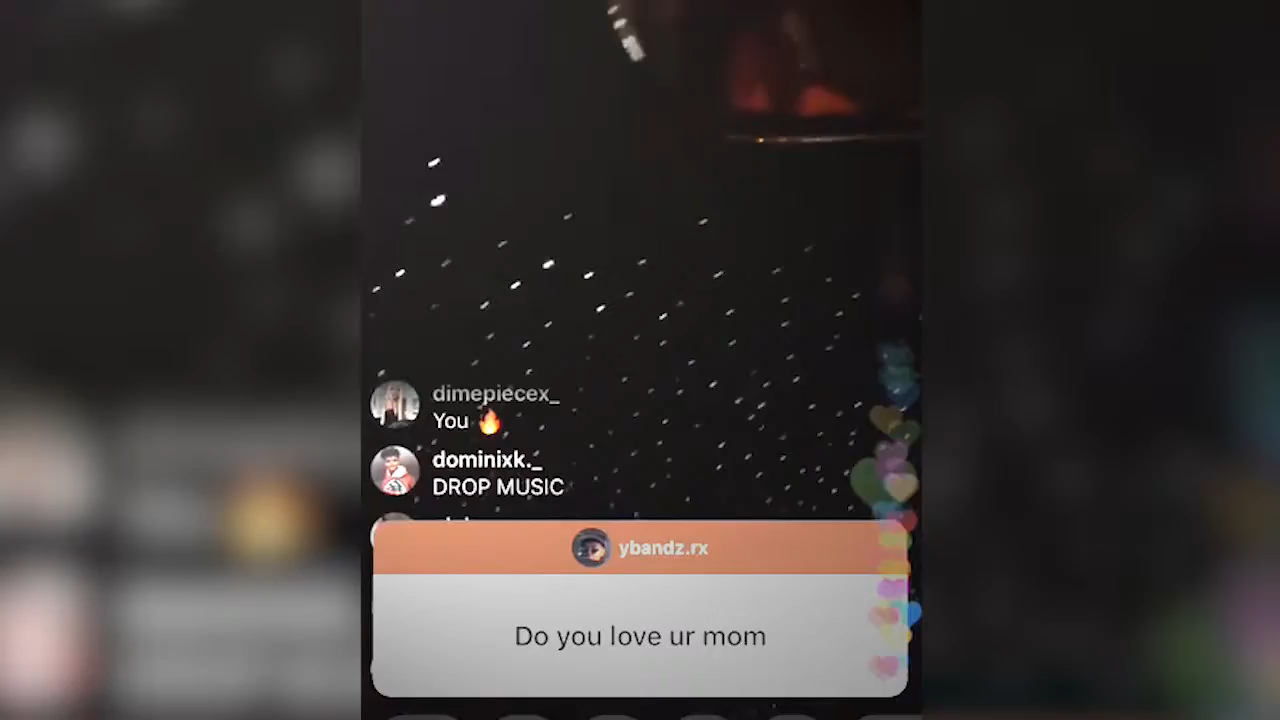 dimepiecex_
You 🔥
dominixk._
DROP MUSIC
ybandz.rx
Do you love ur mom